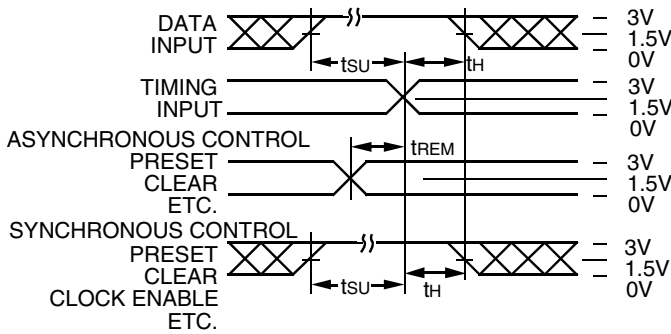 DATA INPUT
3V
1.5V
0V
tSU
tH
TIMING INPUT
3V
1.5V
0V
ASYNCHRONOUS CONTROL
tREM
PRESET
CLEAR
ETC.
3V
1.5V
0V
SYNCHRONOUS CONTROL
PRESET
CLEAR
CLOCK ENABLE
ETC.
3V
1.5V
0V
tSU
tH